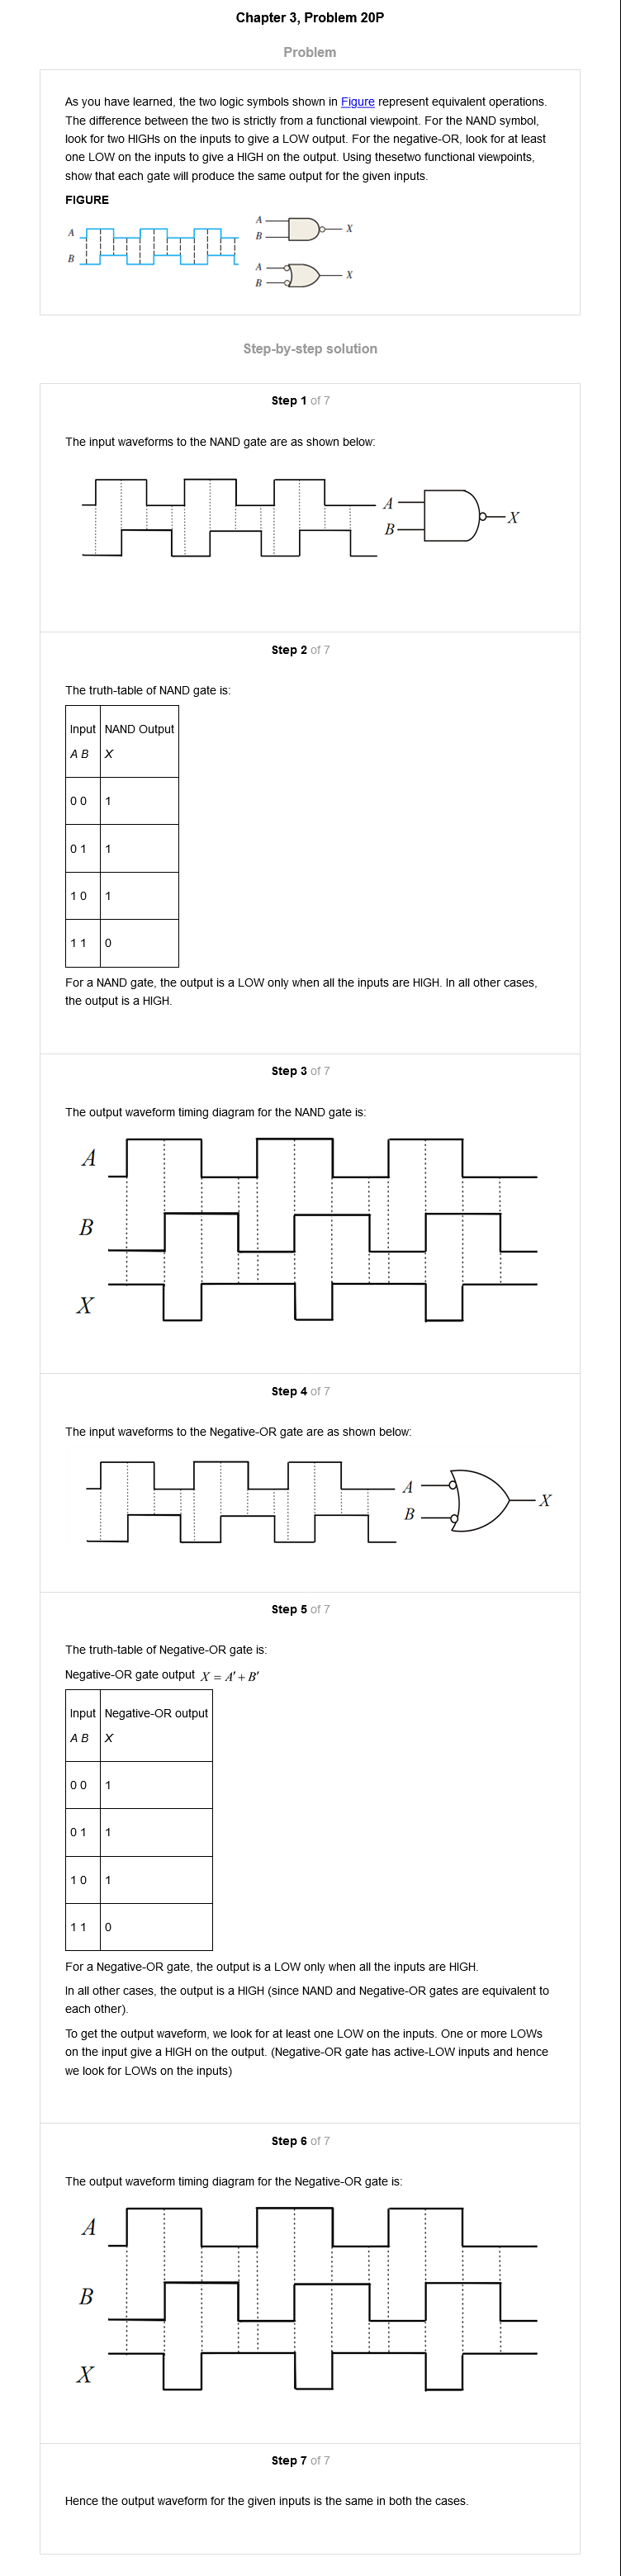 Chapter 3, Problem 20P
Problem
As you have learned, the two logic symbols shown in Figure represent equivalent operations.
The difference between the two is strictly from a functional viewpoint. For the NAND symbol,
look for two HIGHs on the inputs to give a LOW output. For the negative-OR, look for at least
one LOW on the inputs to give a HIGH on the output. Using thesetwo functional viewpoints,
show that each gate will produce the same output for the given inputs.
FIGURE
A
B
A
B
X
A
B
X
Step-by-step solution
Step 1 of 7
The input waveforms to the NAND gate are as shown below:
A
B
X
Step 2 of 7
The truth-table of NAND gate is:
Input NAND Output
A B X
0 0 1
0 1 1
1 0 1
1 1 0
For a NAND gate, the output is a LOW only when all the inputs are HIGH. In all other cases,
the output is a HIGH.
Step 3 of 7
The output waveform timing diagram for the NAND gate is:
A
B
X
Step 4 of 7
The input waveforms to the Negative-OR gate are as shown below:
A
B
X
Step 5 of 7
The truth-table of Negative-OR gate is:
Negative-OR gate output X = A' + B'
Input Negative-OR output
A B X
0 0 1
0 1 1
1 0 1
1 1 0
For a Negative-OR gate, the output is a LOW only when all the inputs are HIGH.
In all other cases, the output is a HIGH (since NAND and Negative-OR gates are equivalent to
each other).
To get the output waveform, we look for at least one LOW on the inputs. One or more LOWs
on the input give a HIGH on the output. (Negative-OR gate has active-LOW inputs and hence
we look for LOWs on the inputs)
Step 6 of 7
The output waveform timing diagram for the Negative-OR gate is:
A
B
X
Step 7 of 7
Hence the output waveform for the given inputs is the same in both the cases.